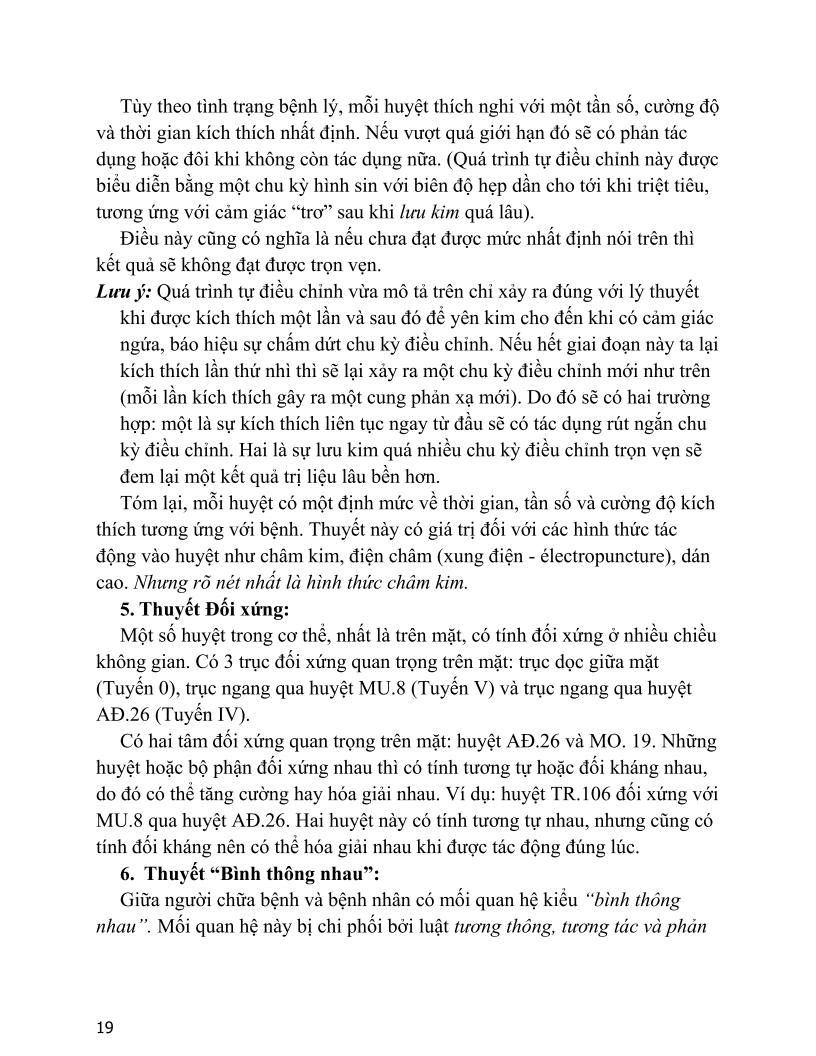 Tùy theo tình trạng bệnh lý, mỗi huyệt thích nghi với một tần số, cường độ
và thời gian kích thích nhất định. Nếu vượt quá giới hạn đó sẽ có phản tác
dụng hoặc đôi khi không còn tác dụng nữa. (Quá trình tự điều chỉnh này được
biểu diễn bằng một chu kỳ hình sin với biên độ hẹp dần cho tới khi triệt tiêu,
tương ứng với cảm giác “trơ” sau khi lưu kim quá lâu).
Điều này cũng có nghĩa là nếu chưa đạt được mức nhất định nói trên thì
kết quả sẽ không đạt được trọn vẹn.
Lưu ý: Quá trình tự điều chỉnh vừa mô tả trên chỉ xảy ra đúng với lý thuyết
khi được kích thích một lần và sau đó để yên kim cho đến khi có cảm giác
ngứa, báo hiệu sự chấm dứt chu kỳ điều chỉnh. Nếu hết giai đoạn này ta lại
kích thích lần thứ nhì thì sẽ lại xảy ra một chu kỳ điều chỉnh mới như trên
(mỗi lần kích thích gây ra một cung phản xạ mới). Do đó sẽ có hai trường
hợp: một là sự kích thích liên tục ngay từ đầu sẽ có tác dụng rút ngắn chu
kỳ điều chỉnh. Hai là sự lưu kim quá nhiều chu kỳ điều chỉnh trọn vẹn sẽ
đem lại một kết quả trị liệu lâu bền hơn.
Tóm lại, mỗi huyệt có một định mức về thời gian, tần số và cường độ kích
thích tương ứng với bệnh. Thuyết này có giá trị đối với các hình thức tác
động vào huyệt như châm kim, điện châm (xung điện - électropuncture), dán
cao. Nhưng rõ nét nhất là hình thức châm kim.
5. Thuyết Đối xứng:
Một số huyệt trong cơ thể, nhất là trên mặt, có tính đối xứng ở nhiều chiều
không gian. Có 3 trục đối xứng quan trọng trên mặt: trục dọc giữa mặt
(Tuyến 0), trục ngang qua huyệt MU.8 (Tuyến V) và trục ngang qua huyệt
AĐ.26 (Tuyến IV).
Có hai tâm đối xứng quan trọng trên mặt: huyệt AĐ.26 và MO. 19. Những
huyệt hoặc bộ phận đối xứng nhau thì có tính tương tự hoặc đối kháng nhau,
do đó có thể tăng cường hay hóa giải nhau. Ví dụ: huyệt TR.106 đối xứng với
MU.8 qua huyệt AĐ.26. Hai huyệt này có tính tương tự nhau, nhưng cũng có
tính đối kháng nên có thể hóa giải nhau khi được tác động đúng lúc.
6. Thuyết “Bình thông nhau”:
Giữa người chữa bệnh và bệnh nhân có mối quan hệ kiểu “bình thông
nhau”. Mối quan hệ này bị chi phối bởi luật tương thông, tương tác và phản
19